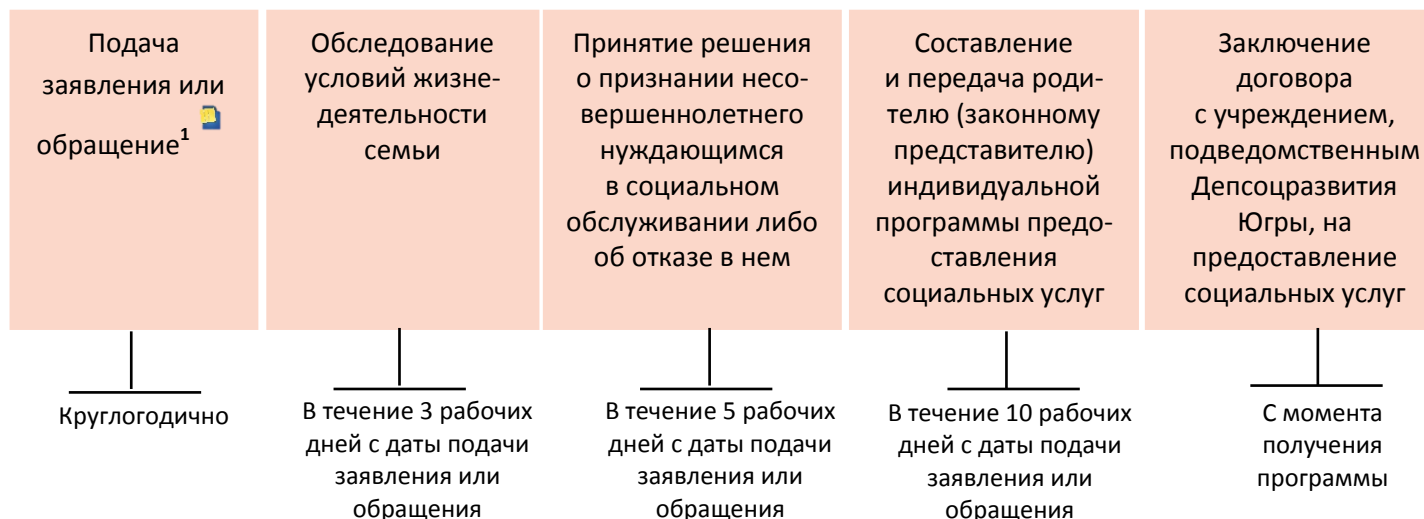 Подача
заявления или
обращение¹
Обследование
условий жизне-
деятельности
семьи
Принятие решения
о признании несо-
вершеннолетнего
нуждающимся
в социальном
обслуживании либо
об отказе в нем
Составление
и передача роди-
телю (законному
представителю)
индивидуальной
программы предо-
ставления
социальных услуг
Заключение
договора
с учреждением,
подведомственным
Депсоцразвития
Югры, на
предоставление
социальных услуг
Круглогодично
В течение 3 рабочих
дней с даты подачи
заявления или
обращения
В течение 5 рабочих
дней с даты подачи
заявления или
обращения
В течение 10 рабочих
дней с даты подачи
заявления или
обращения
С момента
получения
программы